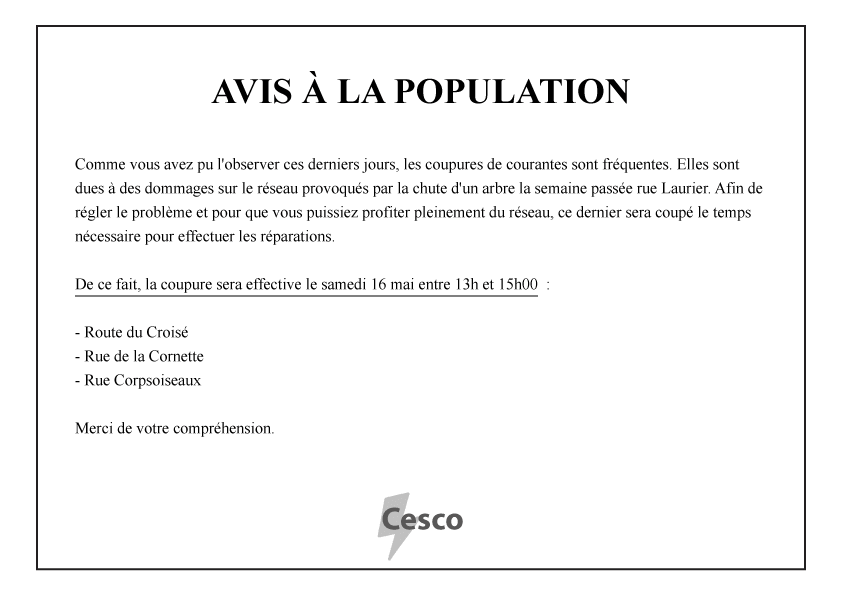 AVIS À LA POPULATION
Comme vous avez pu l'observer ces derniers jours, les coupures de courantes sont fréquentes. Elles sont
dues à des dommages sur le réseau provoqués par la chute d'un arbre la semaine passée rue Laurier. Afin de
régler le problème et pour que vous puissiez profiter pleinement du réseau, ce dernier sera coupé le temps
nécessaire pour effectuer les réparations.
De ce fait, la coupure sera effective le samedi 16 mai entre 13h et 15h00 :
- Route du Croisé
- Rue de la Cornette
- Rue Corpsoiseaux
Merci de votre compréhension.
Cesco